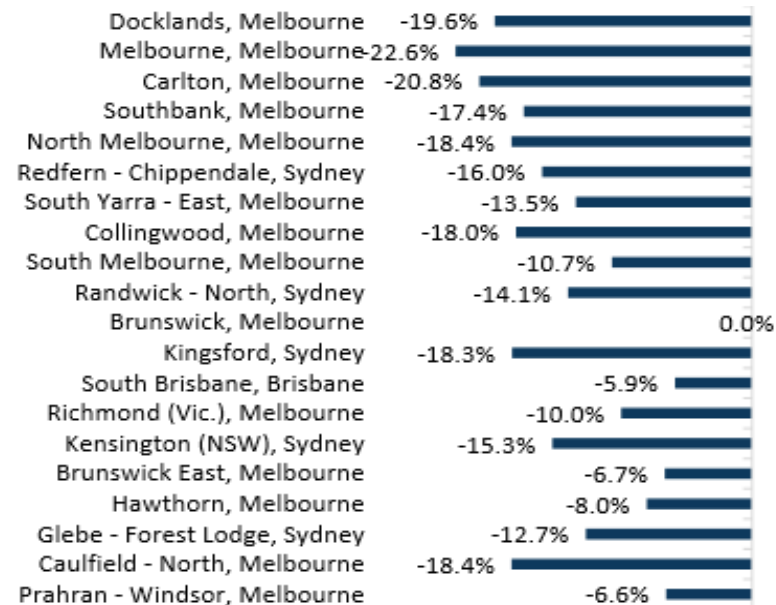 Docklands, Melbourne -19.6%
Melbourne, Melbourne -22.6%
Carlton, Melbourne -20.8%
Southbank, Melbourne -17.4%
North Melbourne, Melbourne -18.4%
Redfern - Chippendale, Sydney -16.0%
South Yarra - East, Melbourne -13.5%
Collingwood, Melbourne -18.0%
South Melbourne, Melbourne -10.7%
Randwick - North, Sydney -14.1%
Brunswick, Melbourne 0.0%
Kingsford, Sydney -18.3%
South Brisbane, Brisbane -5.9%
Richmond (Vic.), Melbourne -10.0%
Kensington (NSW), Sydney -15.3%
Brunswick East, Melbourne -6.7%
Hawthorn, Melbourne -8.0%
Glebe - Forest Lodge, Sydney -12.7%
Caulfield - North, Melbourne -18.4%
Prahran - Windsor, Melbourne -6.6%